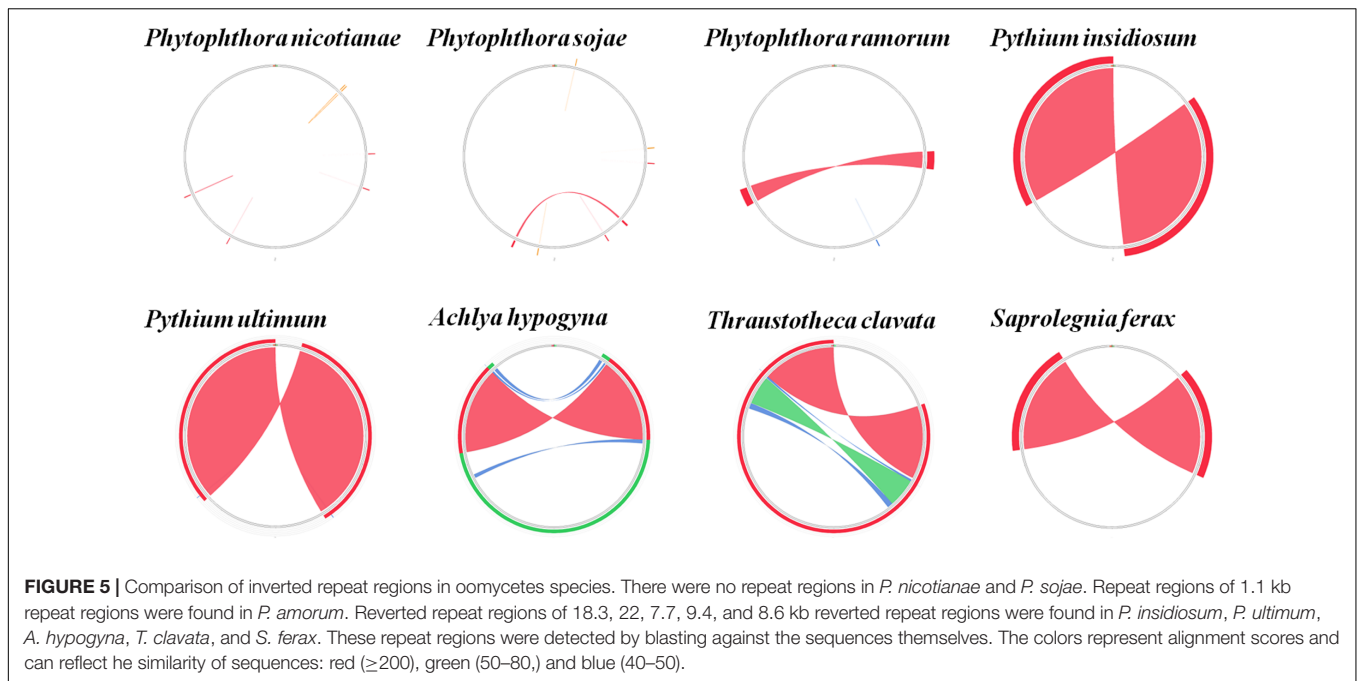 Phytophthora nicotianae
Phytophthora sojae
Phytophthora ramorum
Pythium insidiosum
Pythium ultimum
Achlya hypogyna
Thraustotheca clavata
Saprolegnia ferax
FIGURE 5 | Comparison of inverted repeat regions in oomycetes species. There were no repeat regions in P. nicotianae and P. sojae. Repeat regions of 1.1 kb
repeat regions were found in P. amorum. Reverted repeat regions of 18.3, 22, 7.7, 9.4, and 8.6 kb reverted repeat regions were found in P. insidiosum, P. ultimum,
A. hypogyna, T. clavata, and S. ferax. These repeat regions were detected by blasting against the sequences themselves. The colors represent alignment scores and
can reflect he similarity of sequences: red (≥200), green (50–80,) and blue (40–50).